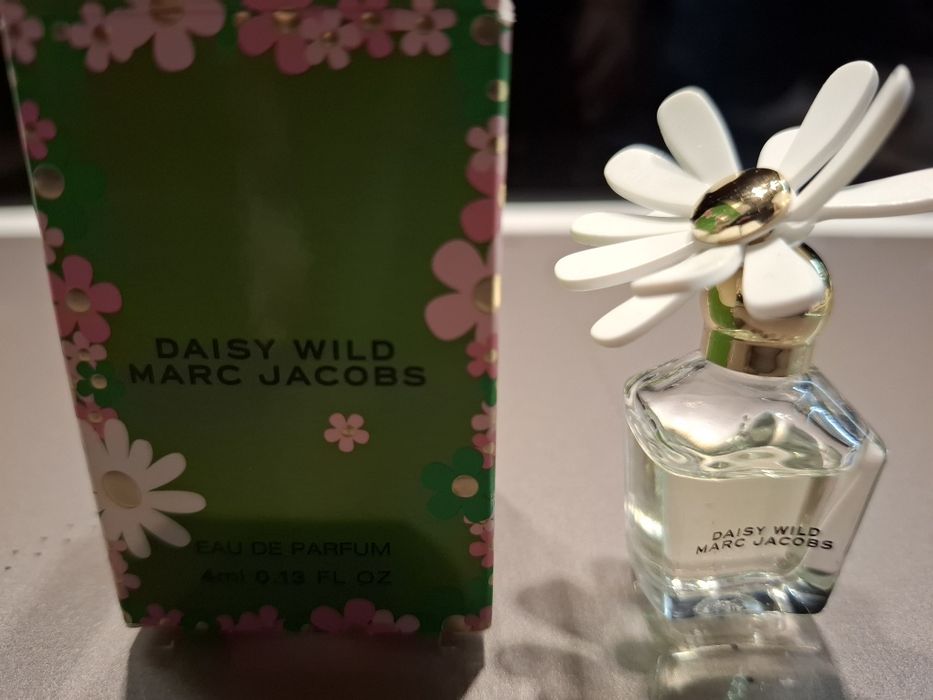 DAISY WILD
MARC JACOBS
EAU DE PARFUM
4ml 0.13 FL OZ
DAISY WILD
MARC JACOBS